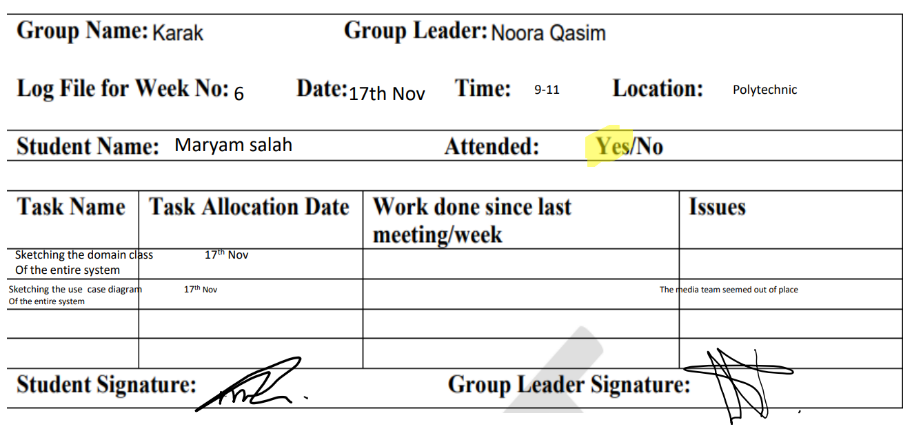 Group Name: Karak Group Leader: Noora Qasim
Log File for Week No: 6 Date: 17th Nov Time: 9-11 Location: Polytechnic
Student Name: Maryam salah Attended: Yes/No
Task Name Task Allocation Date Work done since last meeting/week Issues
Sketching the domain class Of the entire system 17th Nov
Sketching the use case diagram Of the entire system 17th Nov The media team seemed out of place
Student Signature: Group Leader Signature: